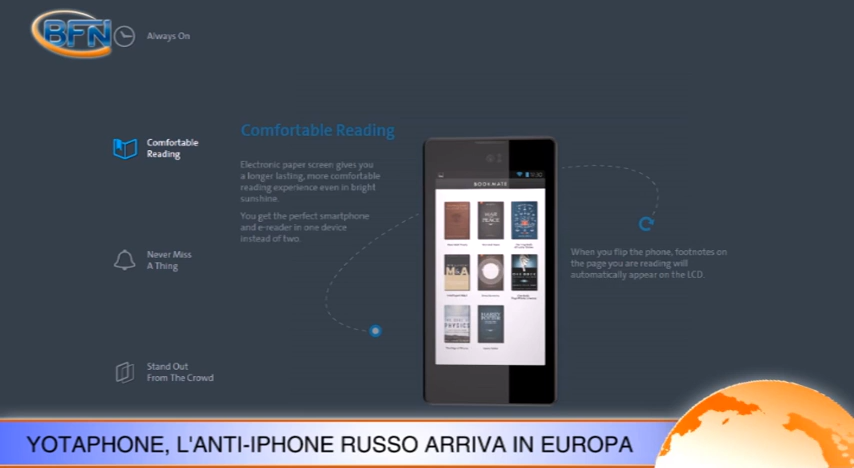 BFN
Always On
Comfortable
Reading
Comfortable Reading
Electronic paper screen gives you
a longer lasting, more comfortable
reading experience even in bright
sunshine.
You get the perfect smartphone
and e-reader in one device
instead of two.
BOOKMATE
PHYSICS
When you flip the phone, footnotes on
the page you are reading will
automatically appear on the LCD.
Never Miss
A Thing
Stand Out
From The Crowd
YOTAPHONE, L'ANTI-IPHONE RUSSO ARRIVA IN EUROPA